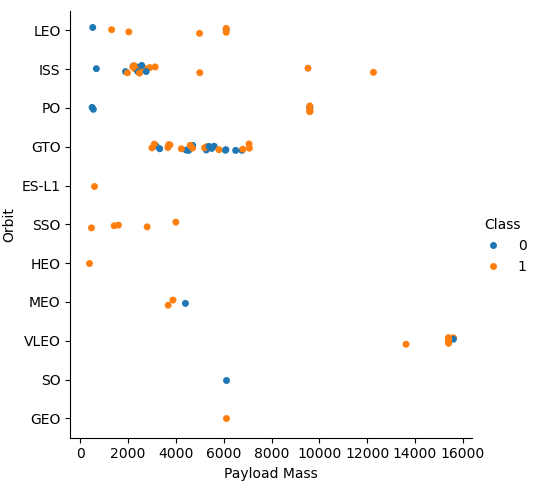 LEO
ISS
PO
GTO
ES-L1
SSO
HEO
MEO
VLEO
SO
GEO
Orbit
0 2000 4000 6000 8000 10000 12000 14000 16000
Payload Mass
Class
0
1